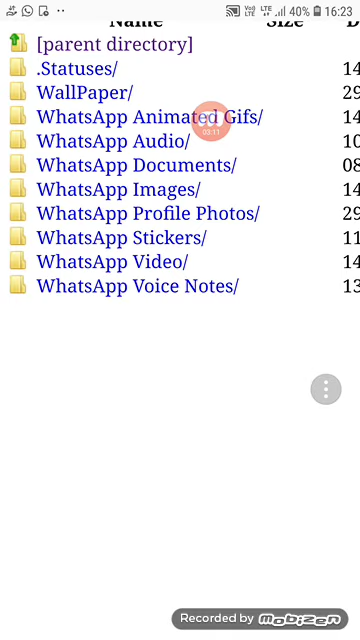 40% 16:23
Name Size D
[parent directory]
.Statuses/ 14
WallPaper/ 29
WhatsApp Animated Gifs/ 14
03:11
WhatsApp Audio/ 10
WhatsApp Documents/ 08
WhatsApp Images/ 14
WhatsApp Profile Photos/ 29
WhatsApp Stickers/ 11
WhatsApp Video/ 14
WhatsApp Voice Notes/ 13
Recorded by mobizen